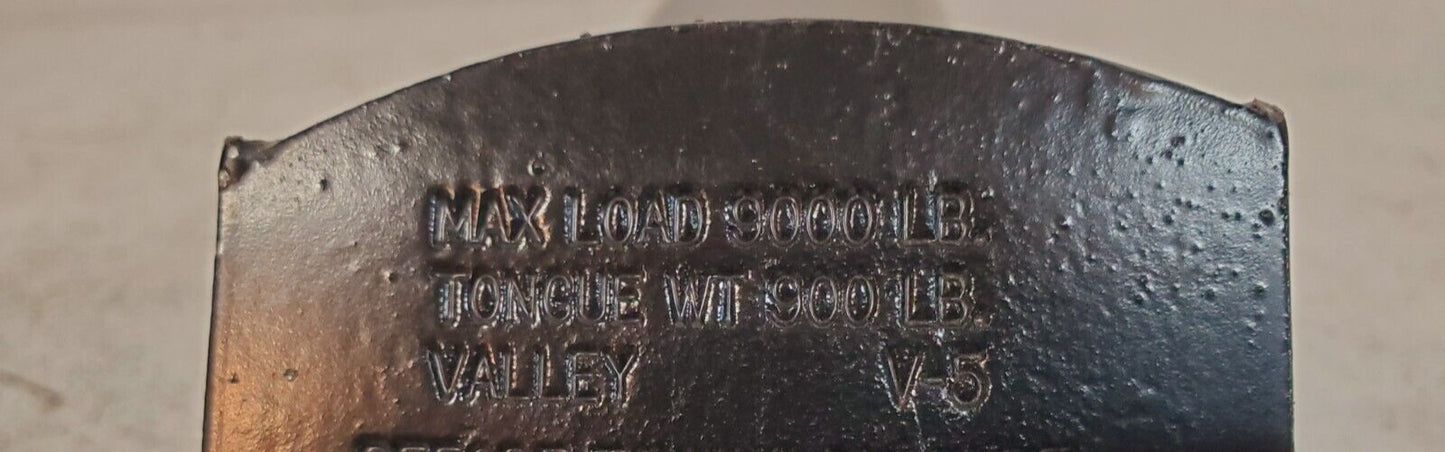 MAX LOAD 9000 LB.
TONGUE WT 900 LB.
VALLEY V-5